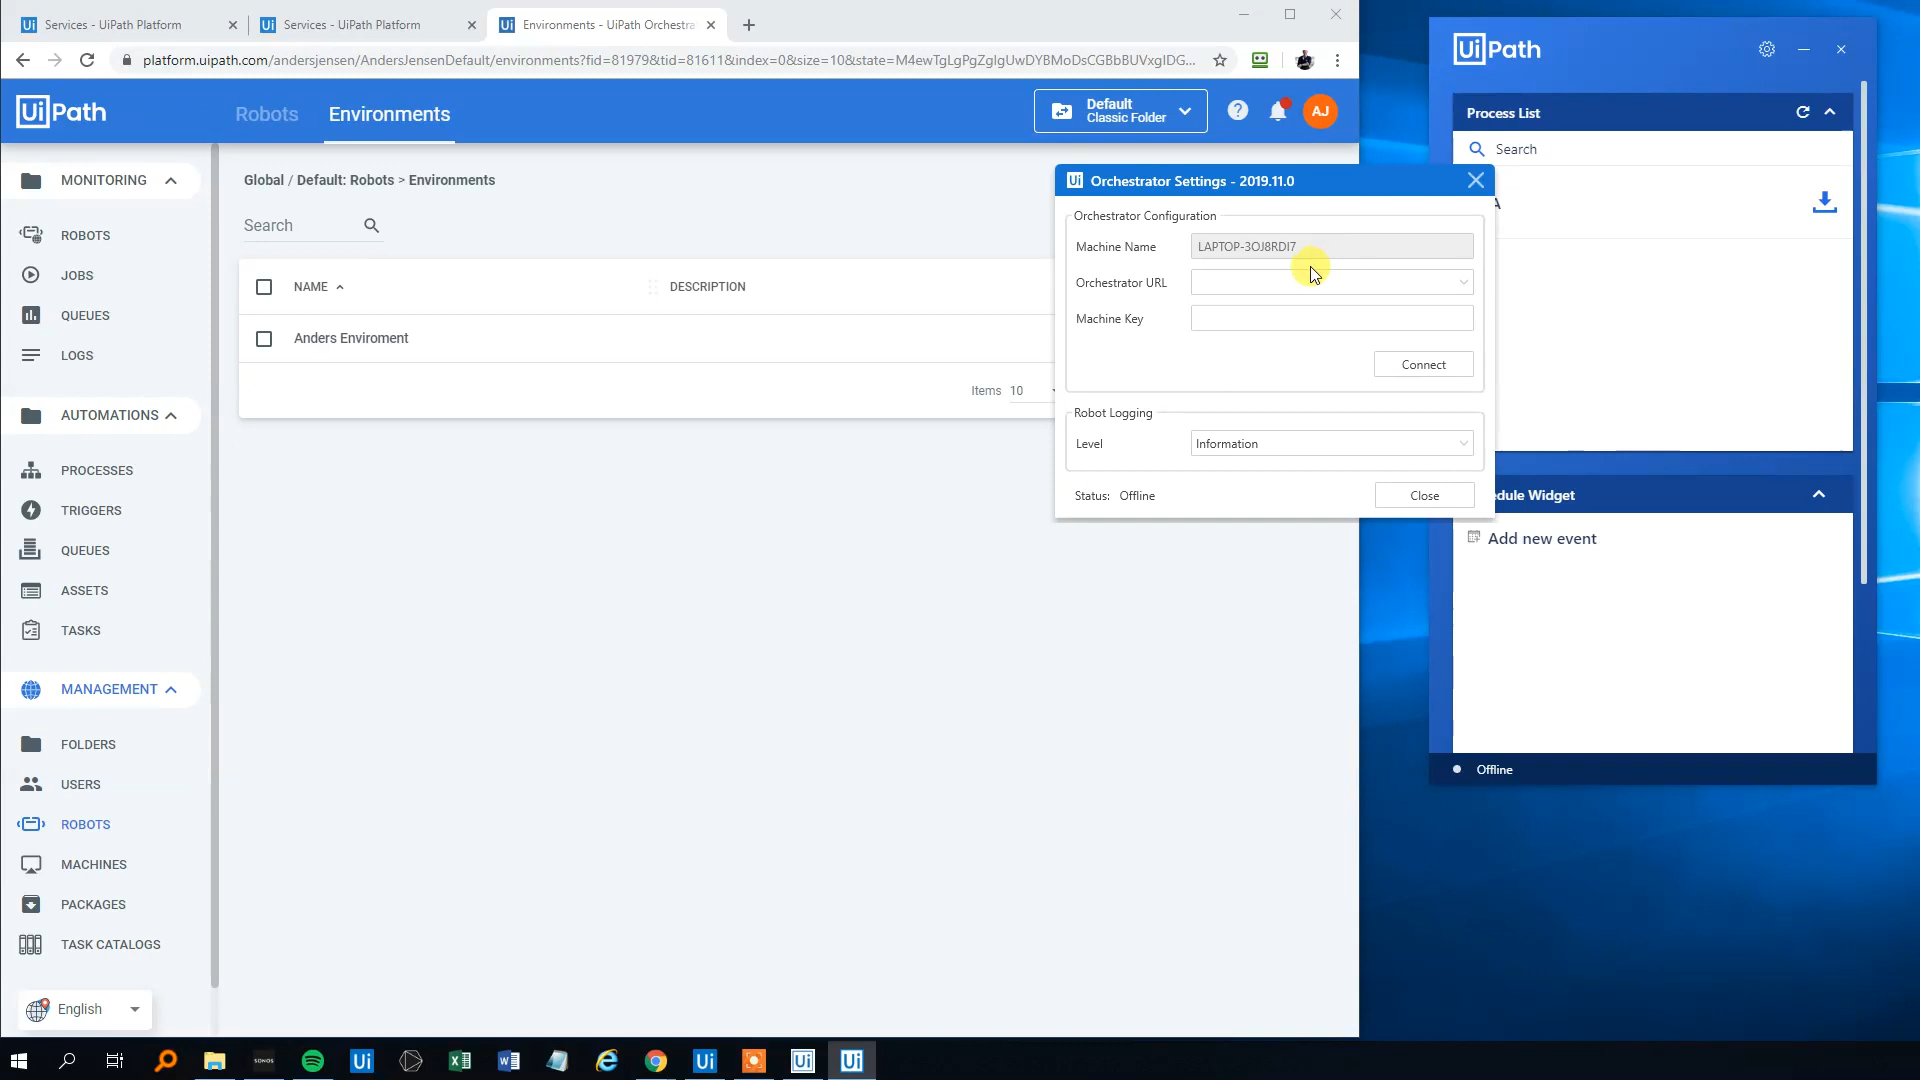 Services - UiPath Platform
Services - UiPath Platform
Environments - UiPath Orchestra
platform.uipath.com/andersjensen/AndersJensenDefault/environments?fid=81979&tid=81611&index=0&size=10&state=M4ewTgLgPgZglgUwDYBMoDsCGBbBUVxgIDG...
UiPath
Robots
Environments
Default
Classic Folder
AJ
MONITORING
ROBOTS
JOBS
QUEUES
LOGS
AUTOMATIONS
PROCESSES
TRIGGERS
QUEUES
ASSETS
TASKS
MANAGEMENT
FOLDERS
USERS
ROBOTS
MACHINES
PACKAGES
TASK CATALOGS
English
Global / Default: Robots > Environments
Search
NAME
DESCRIPTION
Anders Enviroment
Items 10
Ui Orchestrator Settings - 2019.11.0
Orchestrator Configuration
Machine Name LAPTOP-3OJ8RDI7
Orchestrator URL
Machine Key
Connect
Robot Logging
Level Information
Status: Offline
Close
UiPath
Process List
Search
A
edule Widget
Add new event
Offline
SONOS